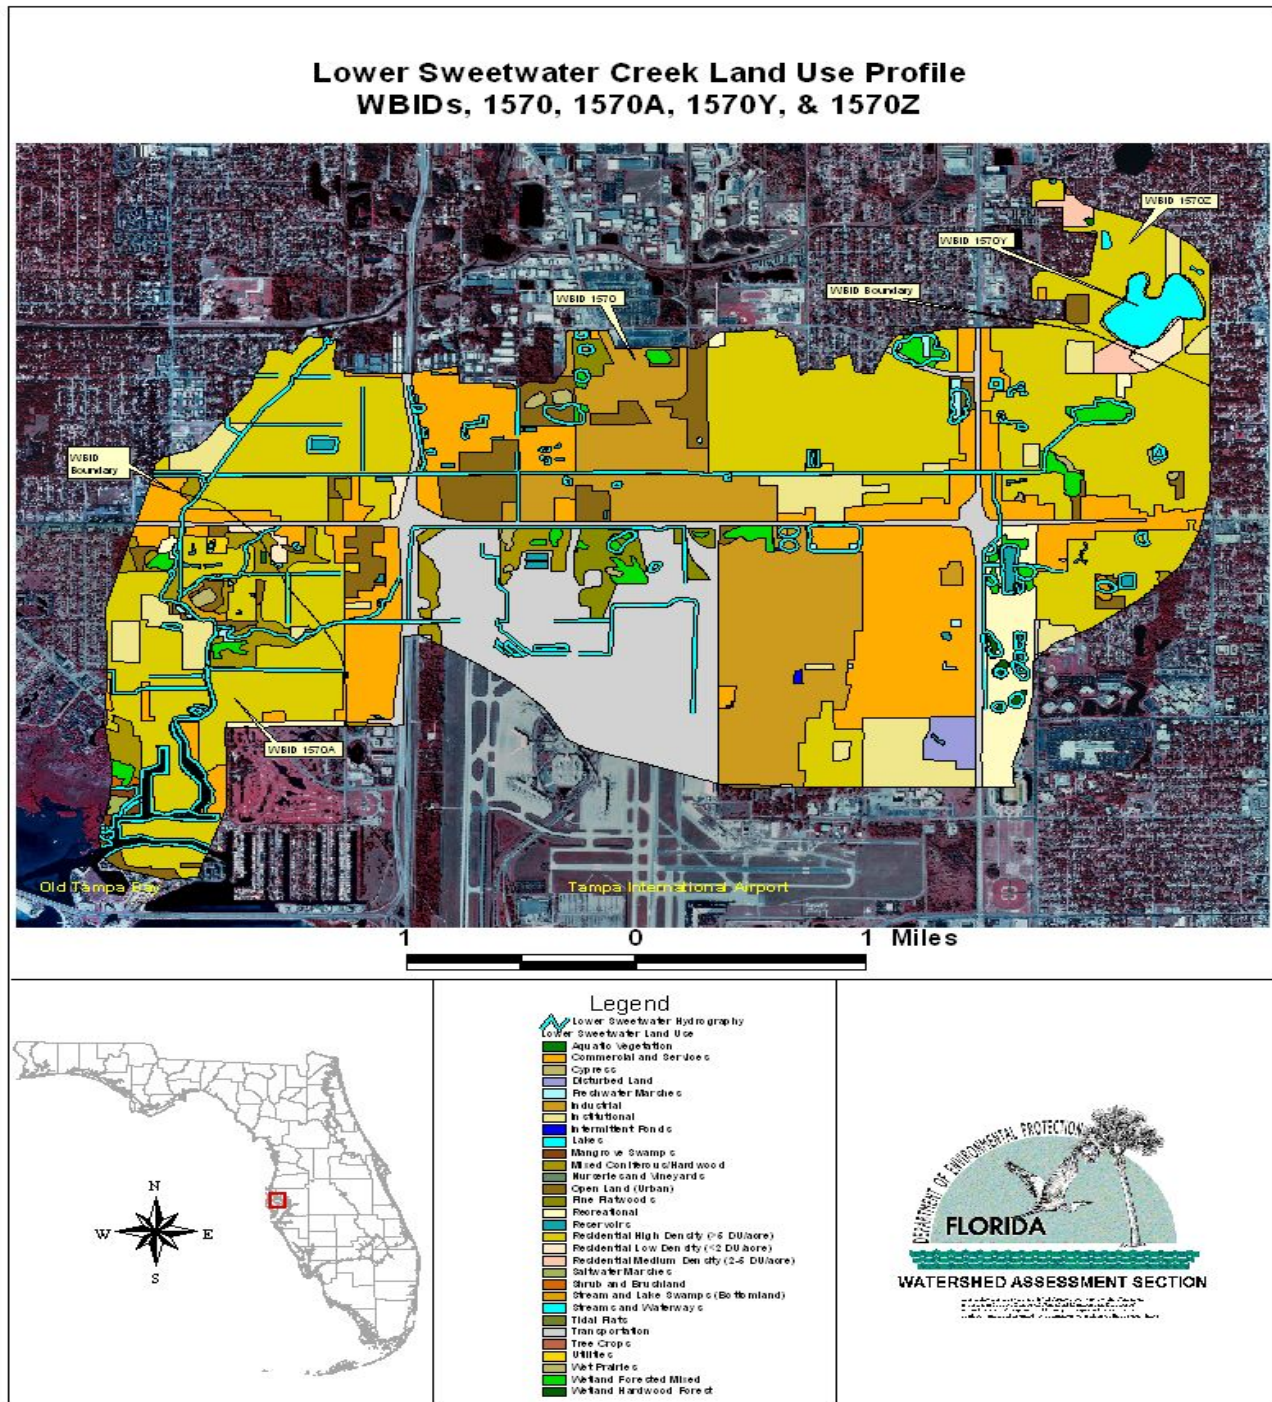 Lower Sweetwater Creek Land Use Profile
WBIDs, 1570, 1570A, 1570Y, & 1570Z
WBID 1570Z
WBID 1570Y
WBID Boundary
WBID 1570
WBID
Boundary
WBID 1570A
Old Tampa Bay
Tampa International Airport
1 0 1 Miles
N
W E
S
Legend
Lower Sweetwater Hydrography
Lower Sweetwater Land Use
Aquatic Vegetation
Commercial and Services
Cypress
Disturbed Land
Freshwater Marshes
Industrial
Institutional
Intermittent Ponds
Lakes
Mangrove Swamps
Mixed Coniferous/Hardwood
Nurseries and Vineyards
Open Land (Urban)
Pine Flatwoods
Recreational
Reservoirs
Residential High Density (>5 DU/acre)
Residential Low Density (<2 DU/acre)
Residential Medium Density (2-5 DU/acre)
Saltwater Marshes
Shrub and Brushland
Stream and Lake Swamps (Bottomland)
Streams and Waterways
Tidal Flats
Transportation
Tree Crops
Utilities
Wet Prairies
Wetland Forested Mixed
Wetland Hardwood Forest
DEPARTMENT OF ENVIRONMENTAL PROTECTION
FLORIDA
WATERSHED ASSESSMENT SECTION